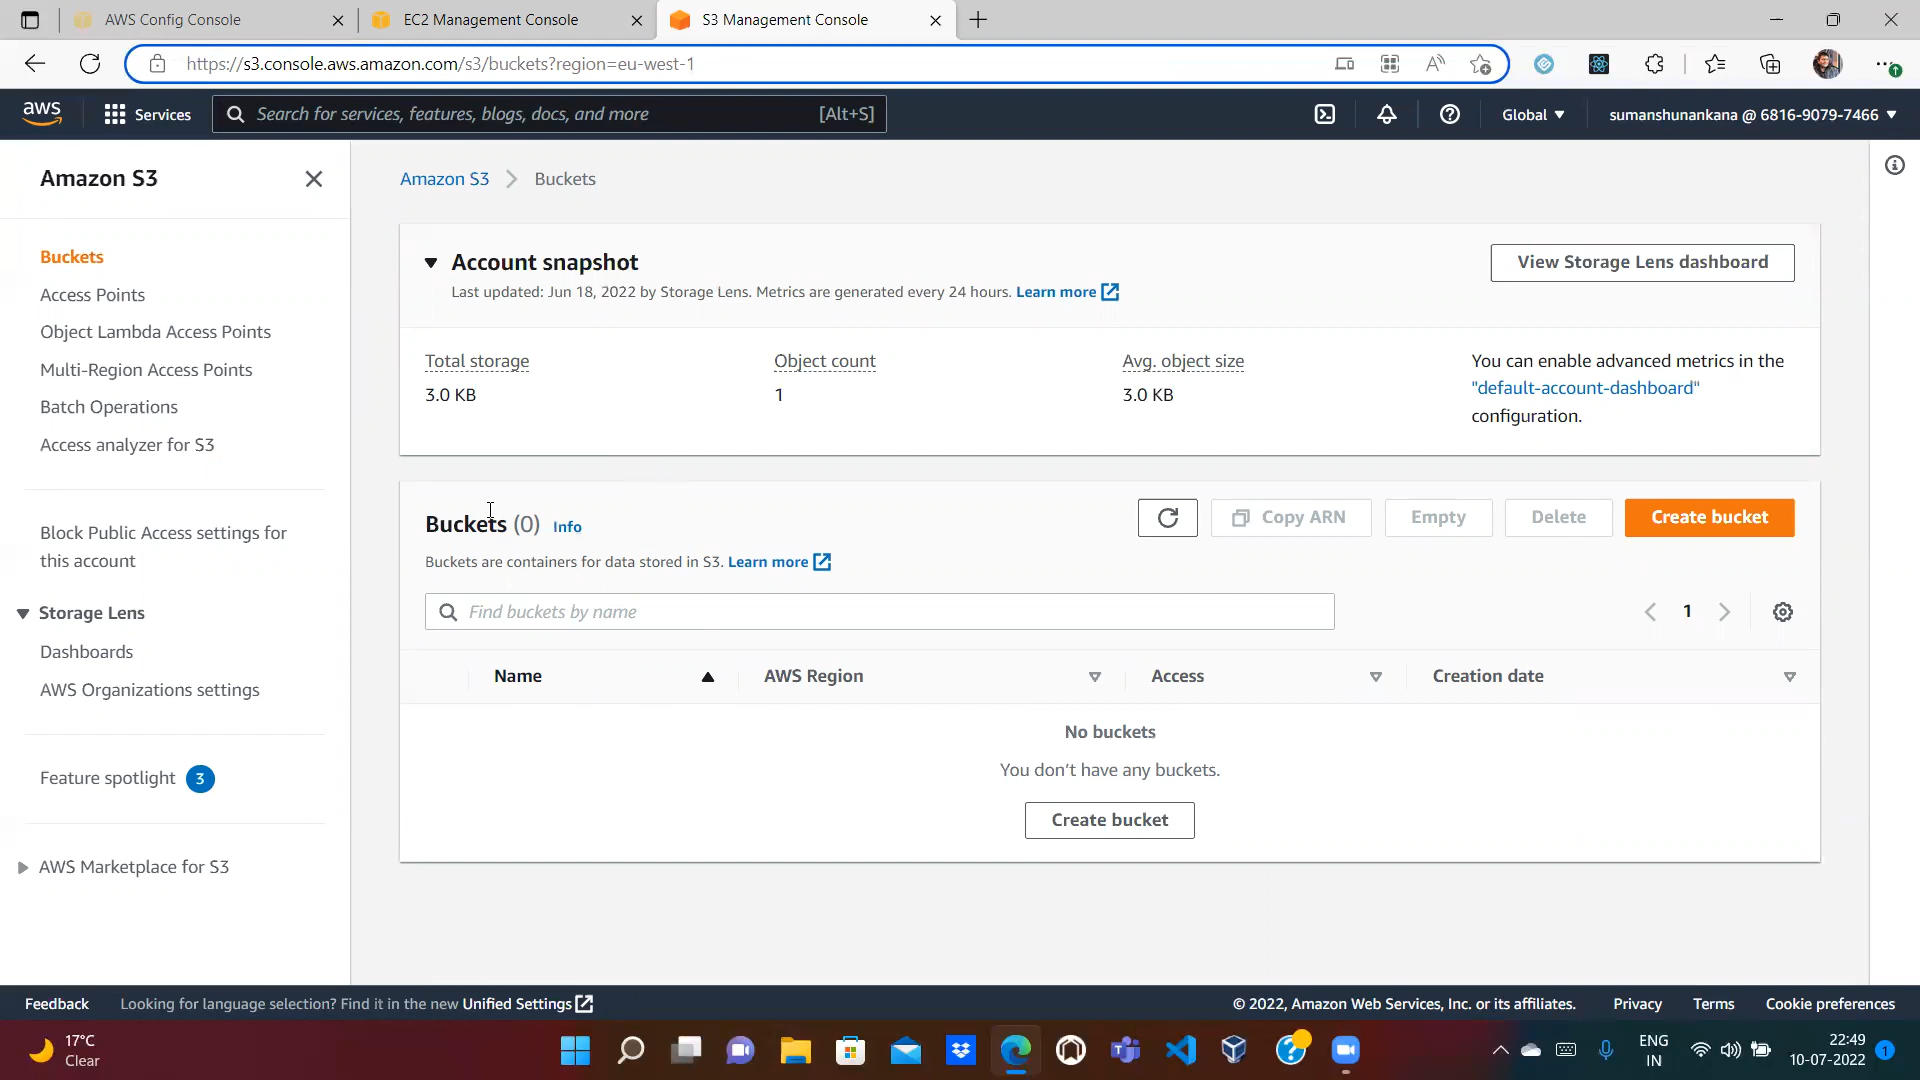 AWS Config Console
EC2 Management Console
S3 Management Console
https://s3.console.aws.amazon.com/s3/buckets?region=eu-west-1
aws
Services
Search for services, features, blogs, docs, and more
[Alt+S]
Global
sumanshunankana @ 6816-9079-7466
Amazon S3
Buckets
Access Points
Object Lambda Access Points
Multi-Region Access Points
Batch Operations
Access analyzer for S3
Block Public Access settings for
this account
Storage Lens
Dashboards
AWS Organizations settings
Feature spotlight 3
AWS Marketplace for S3
Amazon S3 > Buckets
Account snapshot
Last updated: Jun 18, 2022 by Storage Lens. Metrics are generated every 24 hours. Learn more
View Storage Lens dashboard
Total storage
3.0 KB
Object count
1
Avg. object size
3.0 KB
You can enable advanced metrics in the
"default-account-dashboard"
configuration.
Buckets (0) Info
Buckets are containers for data stored in S3. Learn more
Copy ARN
Empty
Delete
Create bucket
Find buckets by name
1
Name
AWS Region
Access
Creation date
No buckets
You don't have any buckets.
Create bucket
Feedback
Looking for language selection? Find it in the new Unified Settings
© 2022, Amazon Web Services, Inc. or its affiliates.
Privacy
Terms
Cookie preferences
17°C
Clear
ENG
IN
22:49
10-07-2022
1